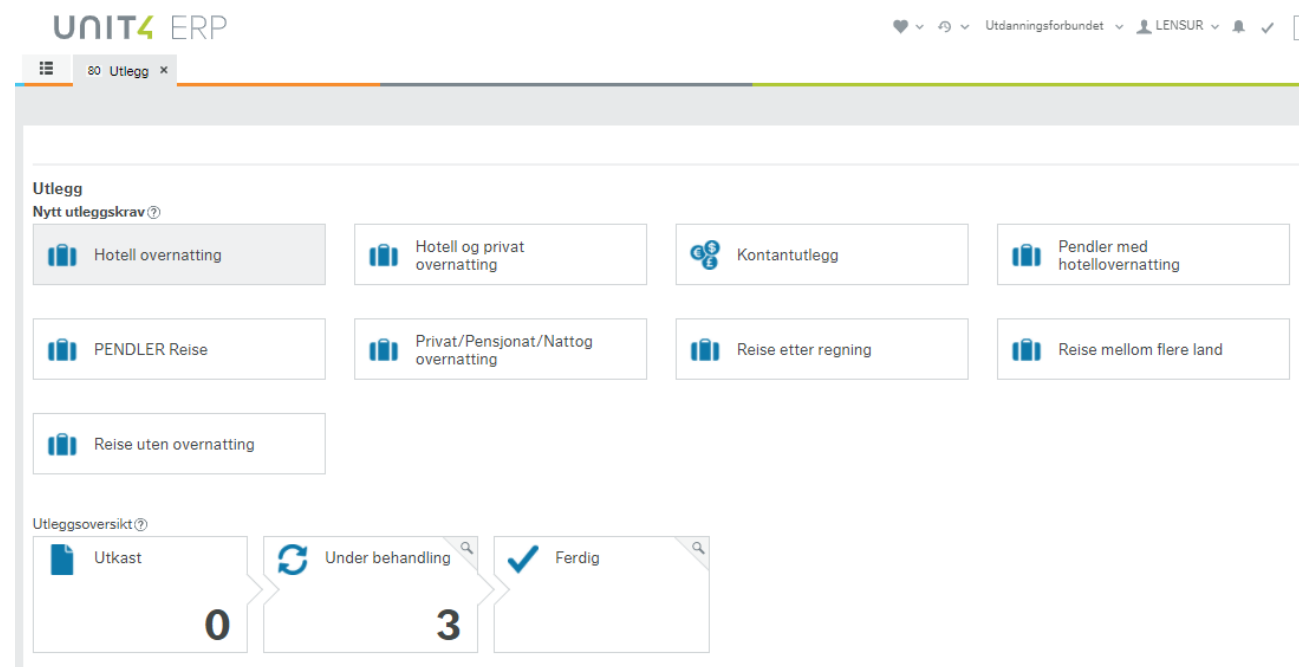 UNIT4 ERP
Utdanningsforbundet
LENSUR
80 Utlegg ×
Utlegg
Nytt utleggskrav ?
Hotell overnatting
Hotell og privat
overnatting
Kontantutlegg
Pendler med
hotellovernatting
PENDLER Reise
Privat/Pensjonat/Nattog
overnatting
Reise etter regning
Reise mellom flere land
Reise uten overnatting
Utleggsoversikt ?
Utkast
0
Under behandling
3
Ferdig